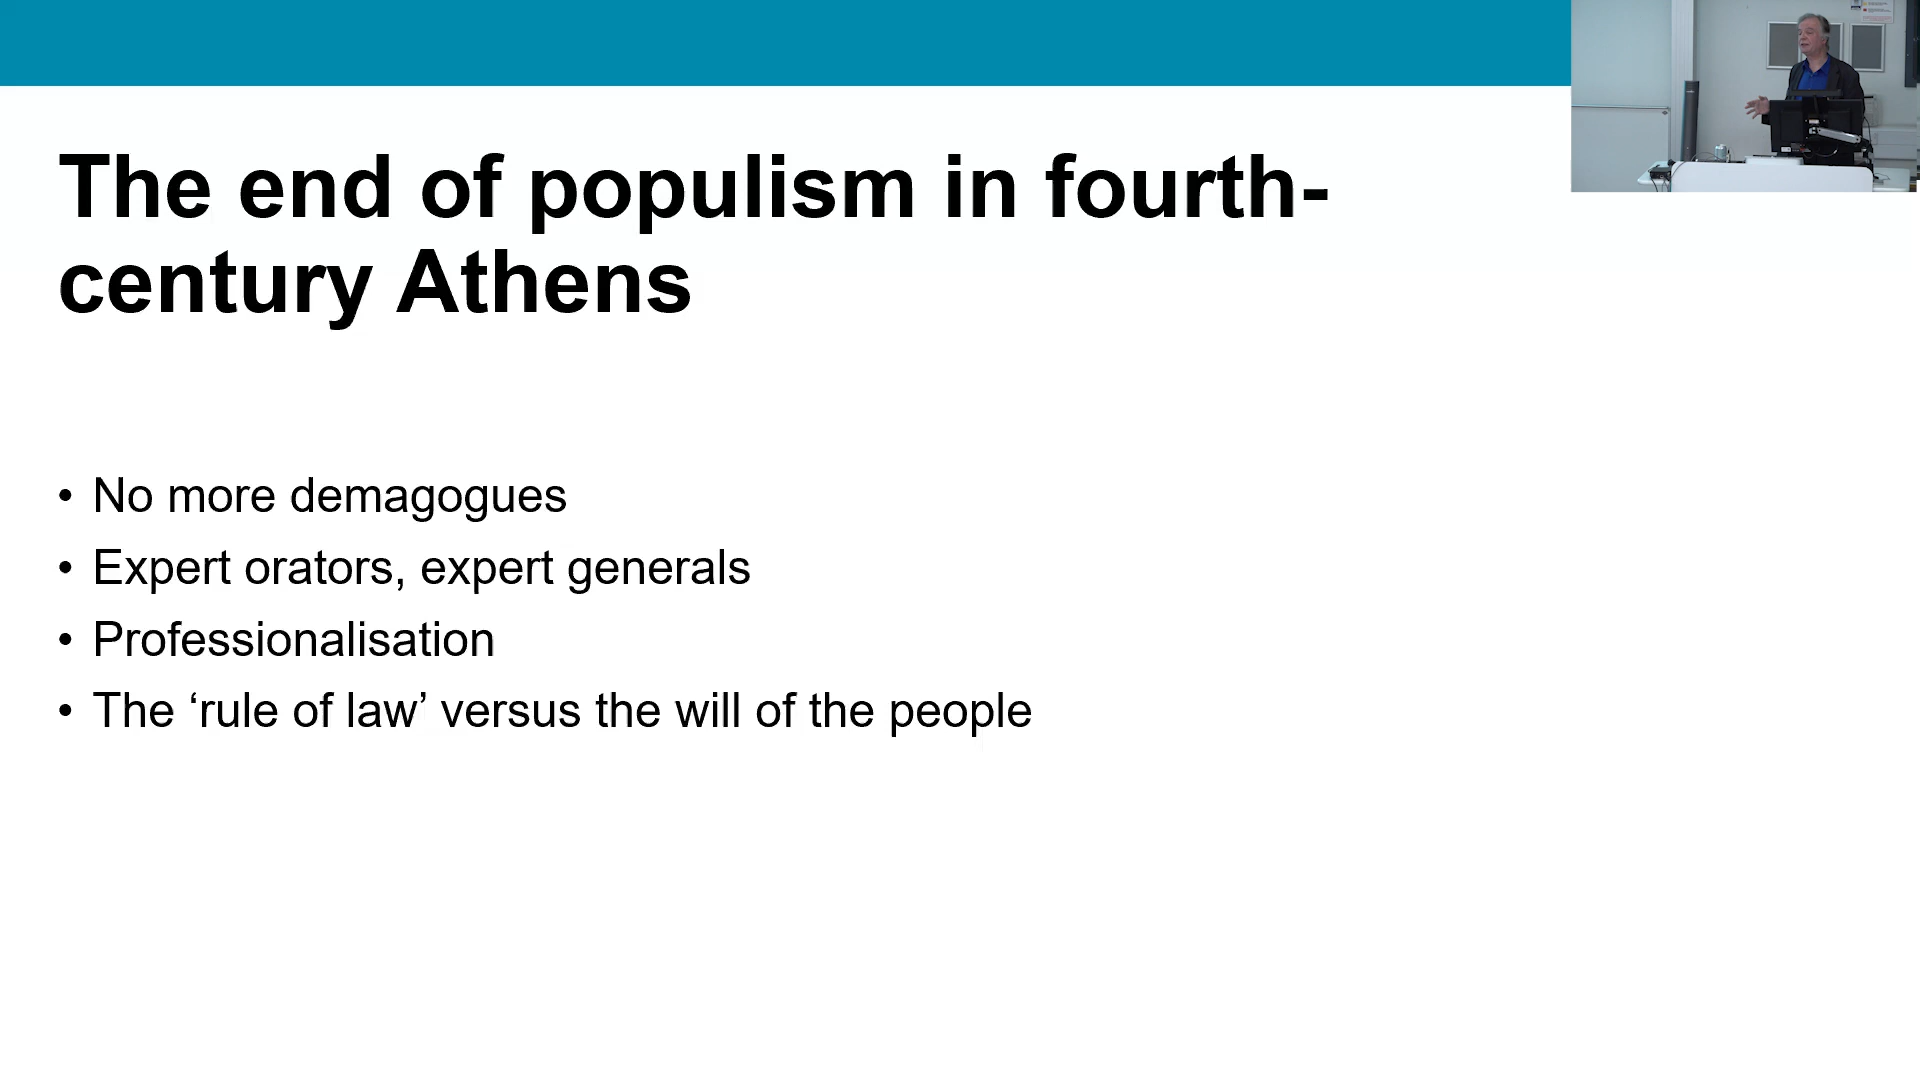 The end of populism in fourth-
century Athens
• No more demagogues
• Expert orators, expert generals
• Professionalisation
• The ‘rule of law’ versus the will of the people